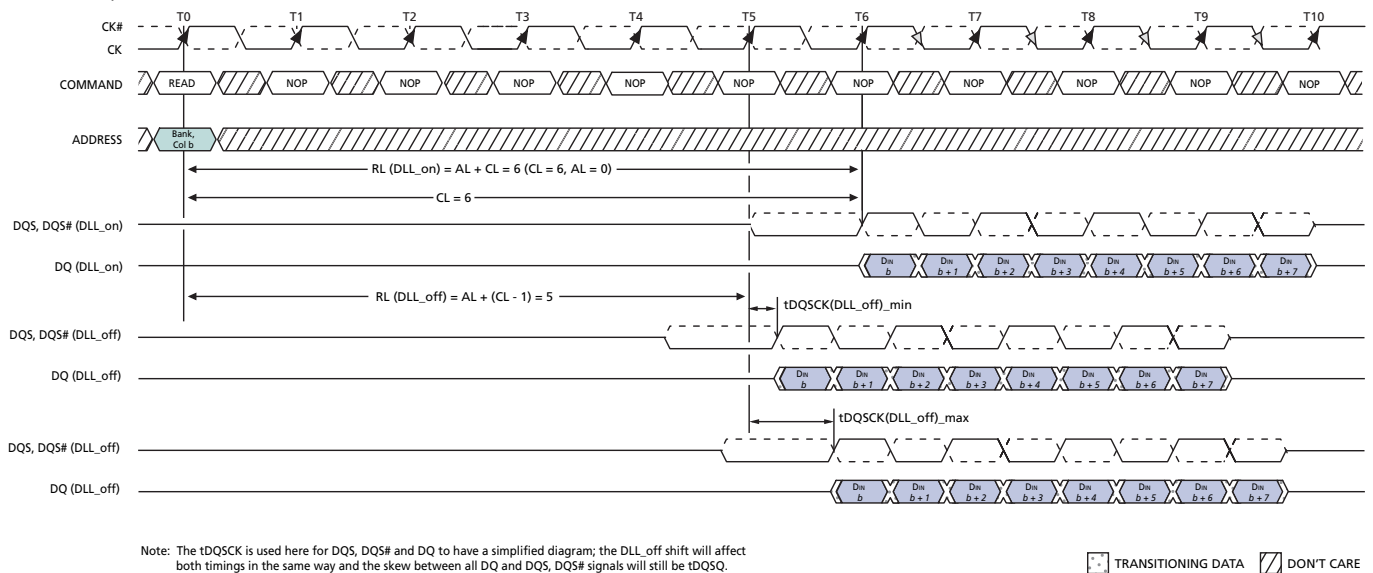 T0 T1 T2 T3 T4 T5 T6 T7 T8 T9 T10
CK#
CK
COMMAND READ NOP NOP NOP NOP NOP NOP NOP NOP NOP NOP
ADDRESS Bank,
Col b
RL (DLL_on) = AL + CL = 6 (CL = 6, AL = 0)
CL = 6
DQS, DQS# (DLL_on)
DQ (DLL_on) DIN DIN DIN DIN DIN DIN DIN DIN
b b + 1 b + 2 b + 3 b + 4 b + 5 b + 6 b + 7
RL (DLL_off) = AL + (CL - 1) = 5
tDQSCK(DLL_off)_min
DQS, DQS# (DLL_off)
DQ (DLL_off) DIN DIN DIN DIN DIN DIN DIN DIN
b b + 1 b + 2 b + 3 b + 4 b + 5 b + 6 b + 7
tDQSCK(DLL_off)_max
DQS, DQS# (DLL_off)
DQ (DLL_off) DIN DIN DIN DIN DIN DIN DIN DIN
b b + 1 b + 2 b + 3 b + 4 b + 5 b + 6 b + 7
Note: The tDQSCK is used here for DQS, DQS# and DQ to have a simplified diagram; the DLL_off shift will affect
both timings in the same way and the skew between all DQ and DQS, DQS# signals will still be tDQSQ.
TRANSITIONING DATA DON'T CARE